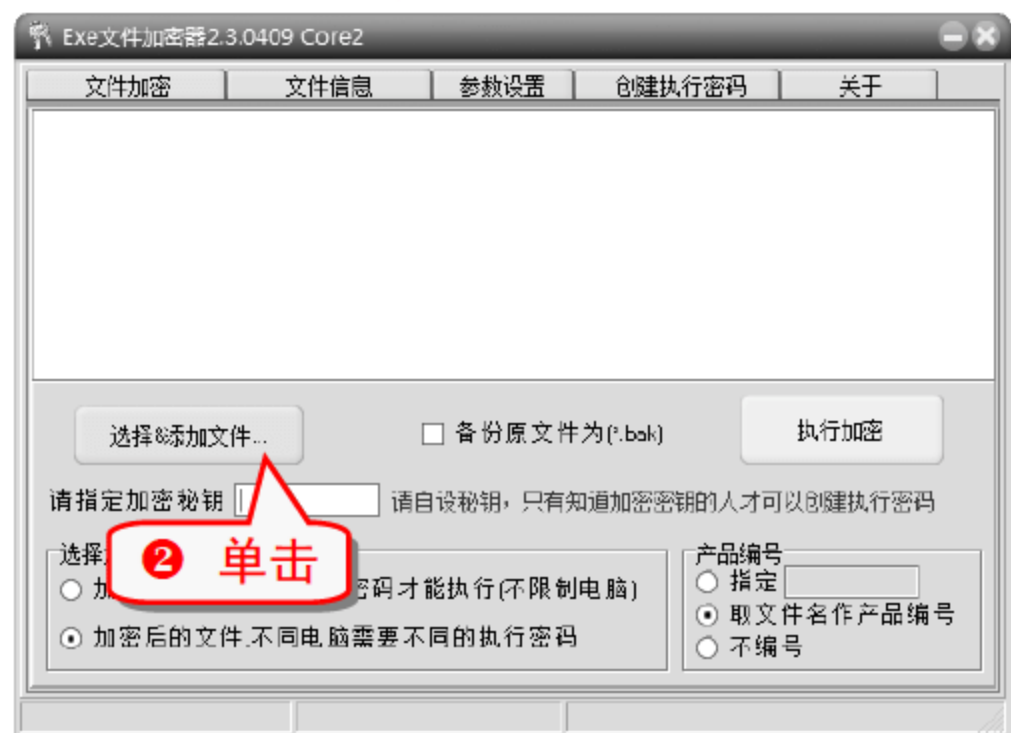 Exe文件加密器2.3.0409 Core2
文件加密 文件信息 参数设置 创建执行密码 关于
选择&添加文件... 备份原文件为(*.bak) 执行加密
请指定加密秘钥 请自设秘钥，只有知道加密密钥的人才可以创建执行密码
❷ 单击
选择
加 密码才能执行(不限制电脑)
加密后的文件.不同电脑需要不同的执行密码
产品编号
指定
取文件名作产品编号
不编号